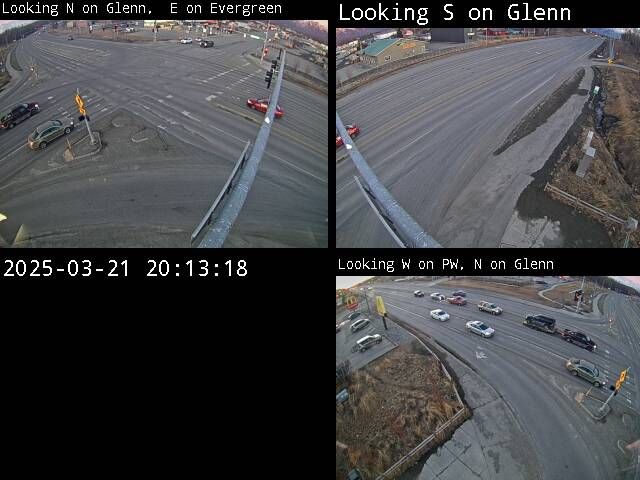 Looking N on Glenn,  E on Evergreen
Looking S on Glenn
2025-03-21 20:13:18
Looking W on PW, N on Glenn